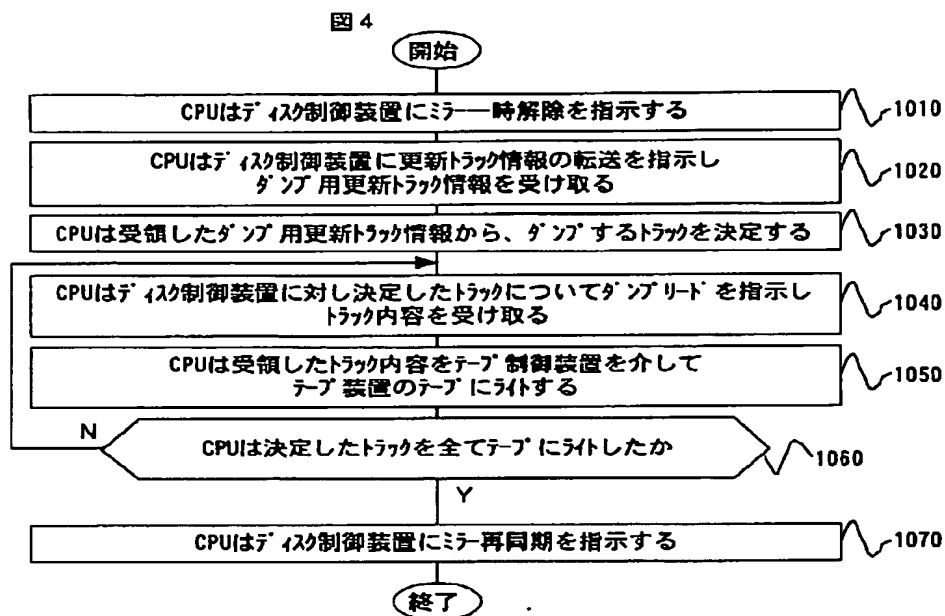 図4
開始
CPUはディスク制御装置にミラー一時解除を指示する
1010
CPUはディスク制御装置に更新トラック情報の転送を指示し
ダンプ用更新トラック情報を受け取る
1020
CPUは受領したダンプ用更新トラック情報から、ダンプするトラックを決定する
1030
CPUはディスク制御装置に対し決定したトラックについてダンプリードを指示し
トラック内容を受け取る
1040
CPUは受領したトラック内容をテープ制御装置を介して
テープ装置のテープにライトする
1050
N
CPUは決定したトラックを全てテープにライトしたか
1060
Y
CPUはディスク制御装置にミラー再同期を指示する
1070
終了